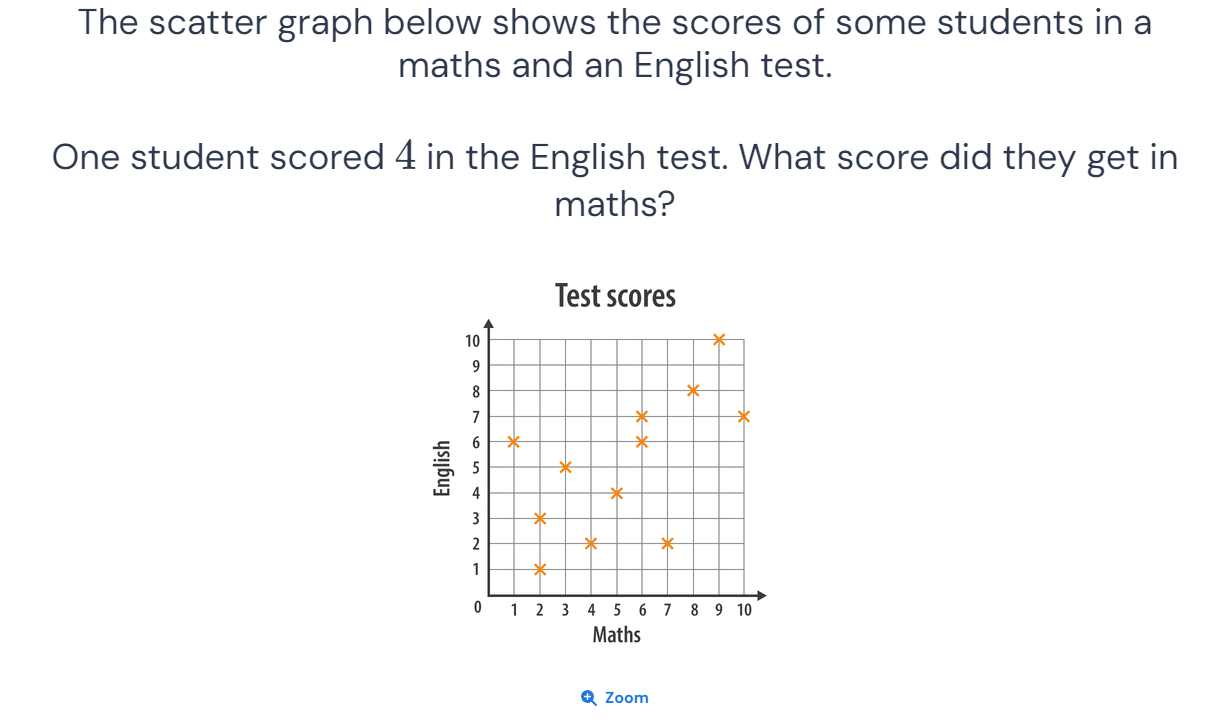 The scatter graph below shows the scores of some students in a
maths and an English test.
One student scored 4 in the English test. What score did they get in
maths?
Test scores
10
9
8
7
6
5
4
3
2
1
English
0 1 2 3 4 5 6 7 8 9 10
Maths
Zoom